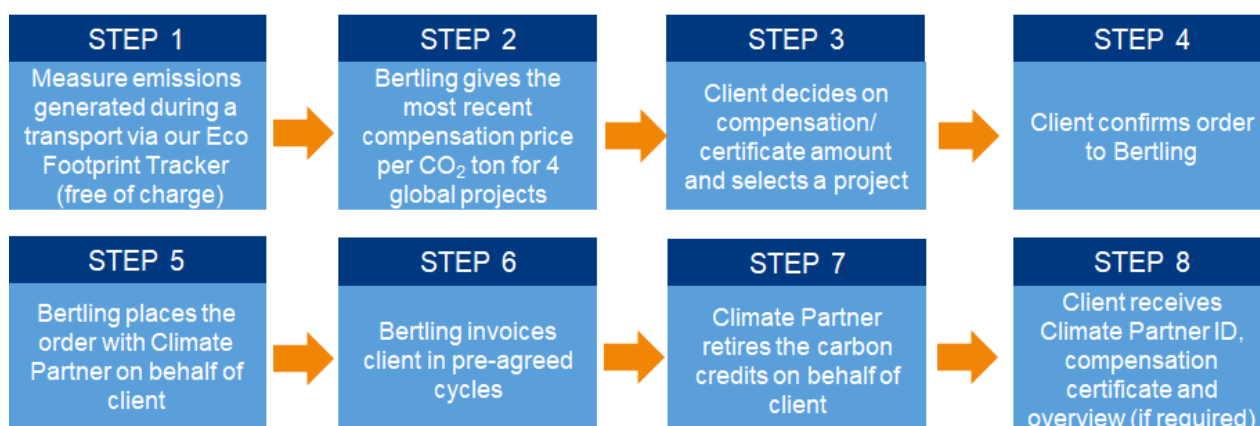 STEP 1
Measure emissions
generated during a
transport via our Eco
Footprint Tracker
(free of charge)
STEP 2
Bertling gives the
most recent
compensation price
per CO₂ ton for 4
global projects
STEP 3
Client decides on
compensation/
certificate amount
and selects a project
STEP 4
Client confirms order
to Bertling
STEP 5
Bertling places the
order with Climate
Partner on behalf of
client
STEP 6
Bertling invoices
client in pre-agreed
cycles
STEP 7
Climate Partner
retires the carbon
credits on behalf of
client
STEP 8
Client receives
Climate Partner ID,
compensation
certificate and
overview (if required)